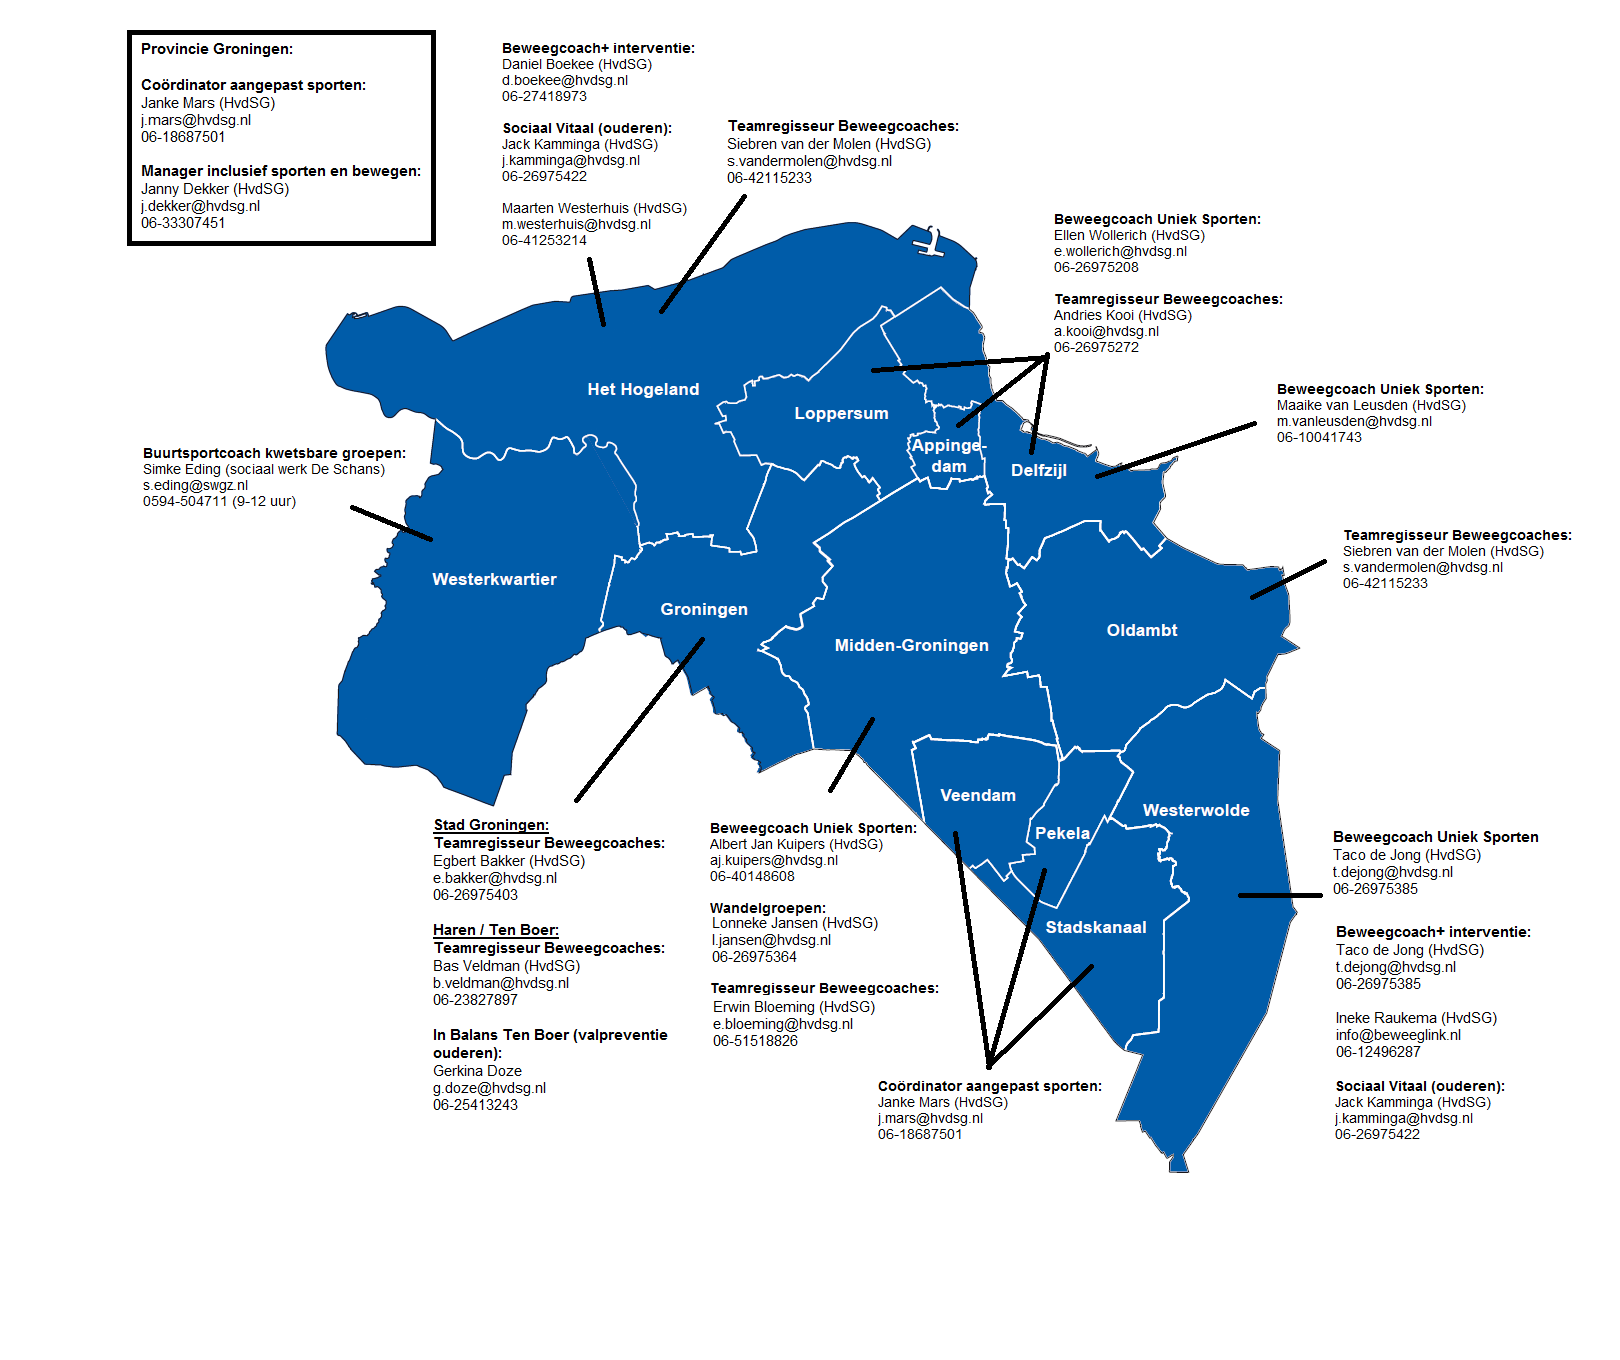 Provincie Groningen:
Coördinator aangepast sporten:
Janke Mars (HvdSG)
j.mars@hvdsg.nl
06-18687501
Manager inclusief sporten en bewegen:
Janny Dekker (HvdSG)
j.dekker@hvdsg.nl
06-33307451
Beweegcoach+ interventie:
Daniel Boekee (HvdSG)
d.boekee@hvdsg.nl
06-27418973
Sociaal Vitaal (ouderen):
Jack Kamminga (HvdSG)
j.kamminga@hvdsg.nl
06-26975422
Maarten Westerhuis (HvdSG)
m.westerhuis@hvdsg.nl
06-41253214
Teamregisseur Beweegcoaches:
Siebren van der Molen (HvdSG)
s.vandermolen@hvdsg.nl
06-42115233
Beweegcoach Uniek Sporten:
Ellen Wollerich (HvdSG)
e.wollerich@hvdsg.nl
06-26975208
Teamregisseur Beweegcoaches:
Andries Kooi (HvdSG)
a.kooi@hvdsg.nl
06-26975272
Beweegcoach Uniek Sporten:
Maaike van Leusden (HvdSG)
m.vanleusden@hvdsg.nl
06-10041743
Buurtsportcoach kwetsbare groepen:
Simke Eding (sociaal werk De Schans)
s.eding@swgz.nl
0594-504711 (9-12 uur)
Teamregisseur Beweegcoaches:
Siebren van der Molen (HvdSG)
s.vandermolen@hvdsg.nl
06-42115233
Het Hogeland
Loppersum
Appinge-
dam
Delfzijl
Westerkwartier
Groningen
Midden-Groningen
Oldambt
Veendam
Pekela
Westerwolde
Stadskanaal
Stad Groningen:
Teamregisseur Beweegcoaches:
Egbert Bakker (HvdSG)
e.bakker@hvdsg.nl
06-26975403
Haren / Ten Boer:
Teamregisseur Beweegcoaches:
Bas Veldman (HvdSG)
b.veldman@hvdsg.nl
06-23827897
In Balans Ten Boer (valpreventie
ouderen):
Gerkina Doze
g.doze@hvdsg.nl
06-25413243
Beweegcoach Uniek Sporten:
Albert Jan Kuipers (HvdSG)
aj.kuipers@hvdsg.nl
06-40148608
Wandelgroepen:
Lonneke Jansen (HvdSG)
l.jansen@hvdsg.nl
06-26975364
Teamregisseur Beweegcoaches:
Erwin Bloeming (HvdSG)
e.bloeming@hvdsg.nl
06-51518826
Coördinator aangepast sporten:
Janke Mars (HvdSG)
j.mars@hvdsg.nl
06-18687501
Beweegcoach Uniek Sporten
Taco de Jong (HvdSG)
t.dejong@hvdsg.nl
06-26975385
Beweegcoach+ interventie:
Taco de Jong (HvdSG)
t.dejong@hvdsg.nl
06-26975385
Ineke Raukema (HvdSG)
info@beweeglink.nl
06-12496287
Sociaal Vitaal (ouderen):
Jack Kamminga (HvdSG)
j.kamminga@hvdsg.nl
06-26975422